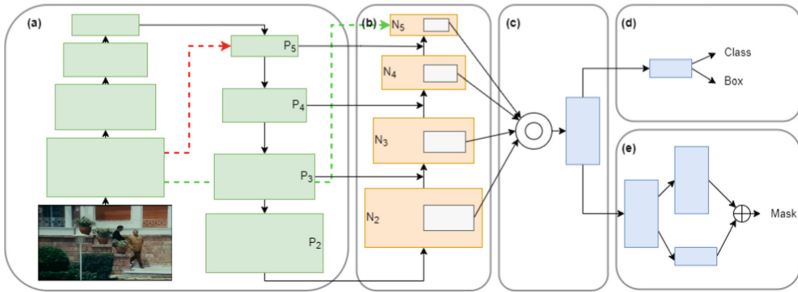 (a)
P5
P4
P3
P2
(b)
N5
N4
N3
N2
(c)
(d)
Class
Box
(e)
Mask